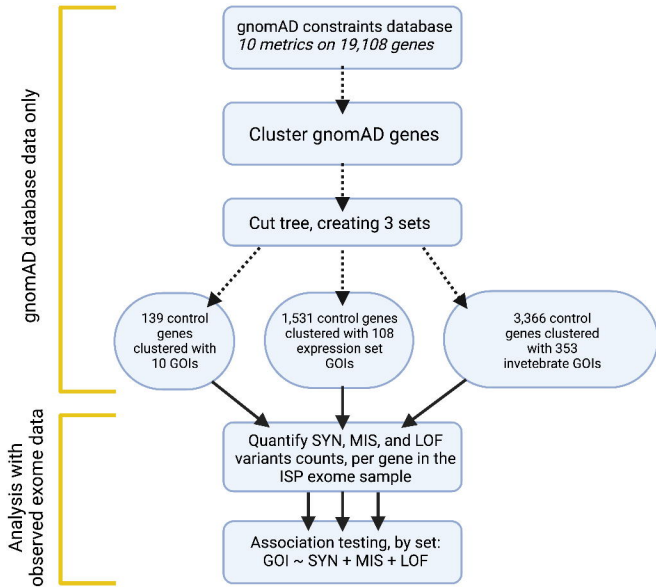 gnomAD constraints database
10 metrics on 19,108 genes
Cluster gnomAD genes
Cut tree, creating 3 sets
139 control
genes
clustered with
10 GOIs
1,531 control genes
clustered with 108
expression set
GOIs
3,366 control
genes clustered
with 353
invetebrate GOIs
Quantify SYN, MIS, and LOF
variants counts, per gene in the
ISP exome sample
Association testing, by set:
GOI ~ SYN + MIS + LOF
gnomAD database data only
Analysis with
observed exome data